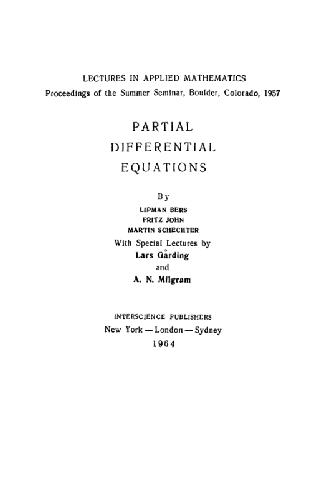 LECTURES IN APPLIED MATHEMATICS
Proceedings of the Summer Seminar, Boulder, Colorado, 1957
PARTIAL
DIFFERENTIAL
EQUATIONS
By
LIPMAN BERS
FRITZ JOHN
MARTIN SCHECHTER
With Special Lectures by
Lars Gårding
and
A. N. Milgram
INTERSCIENCE PUBLISHERS
New York — London — Sydney
1964